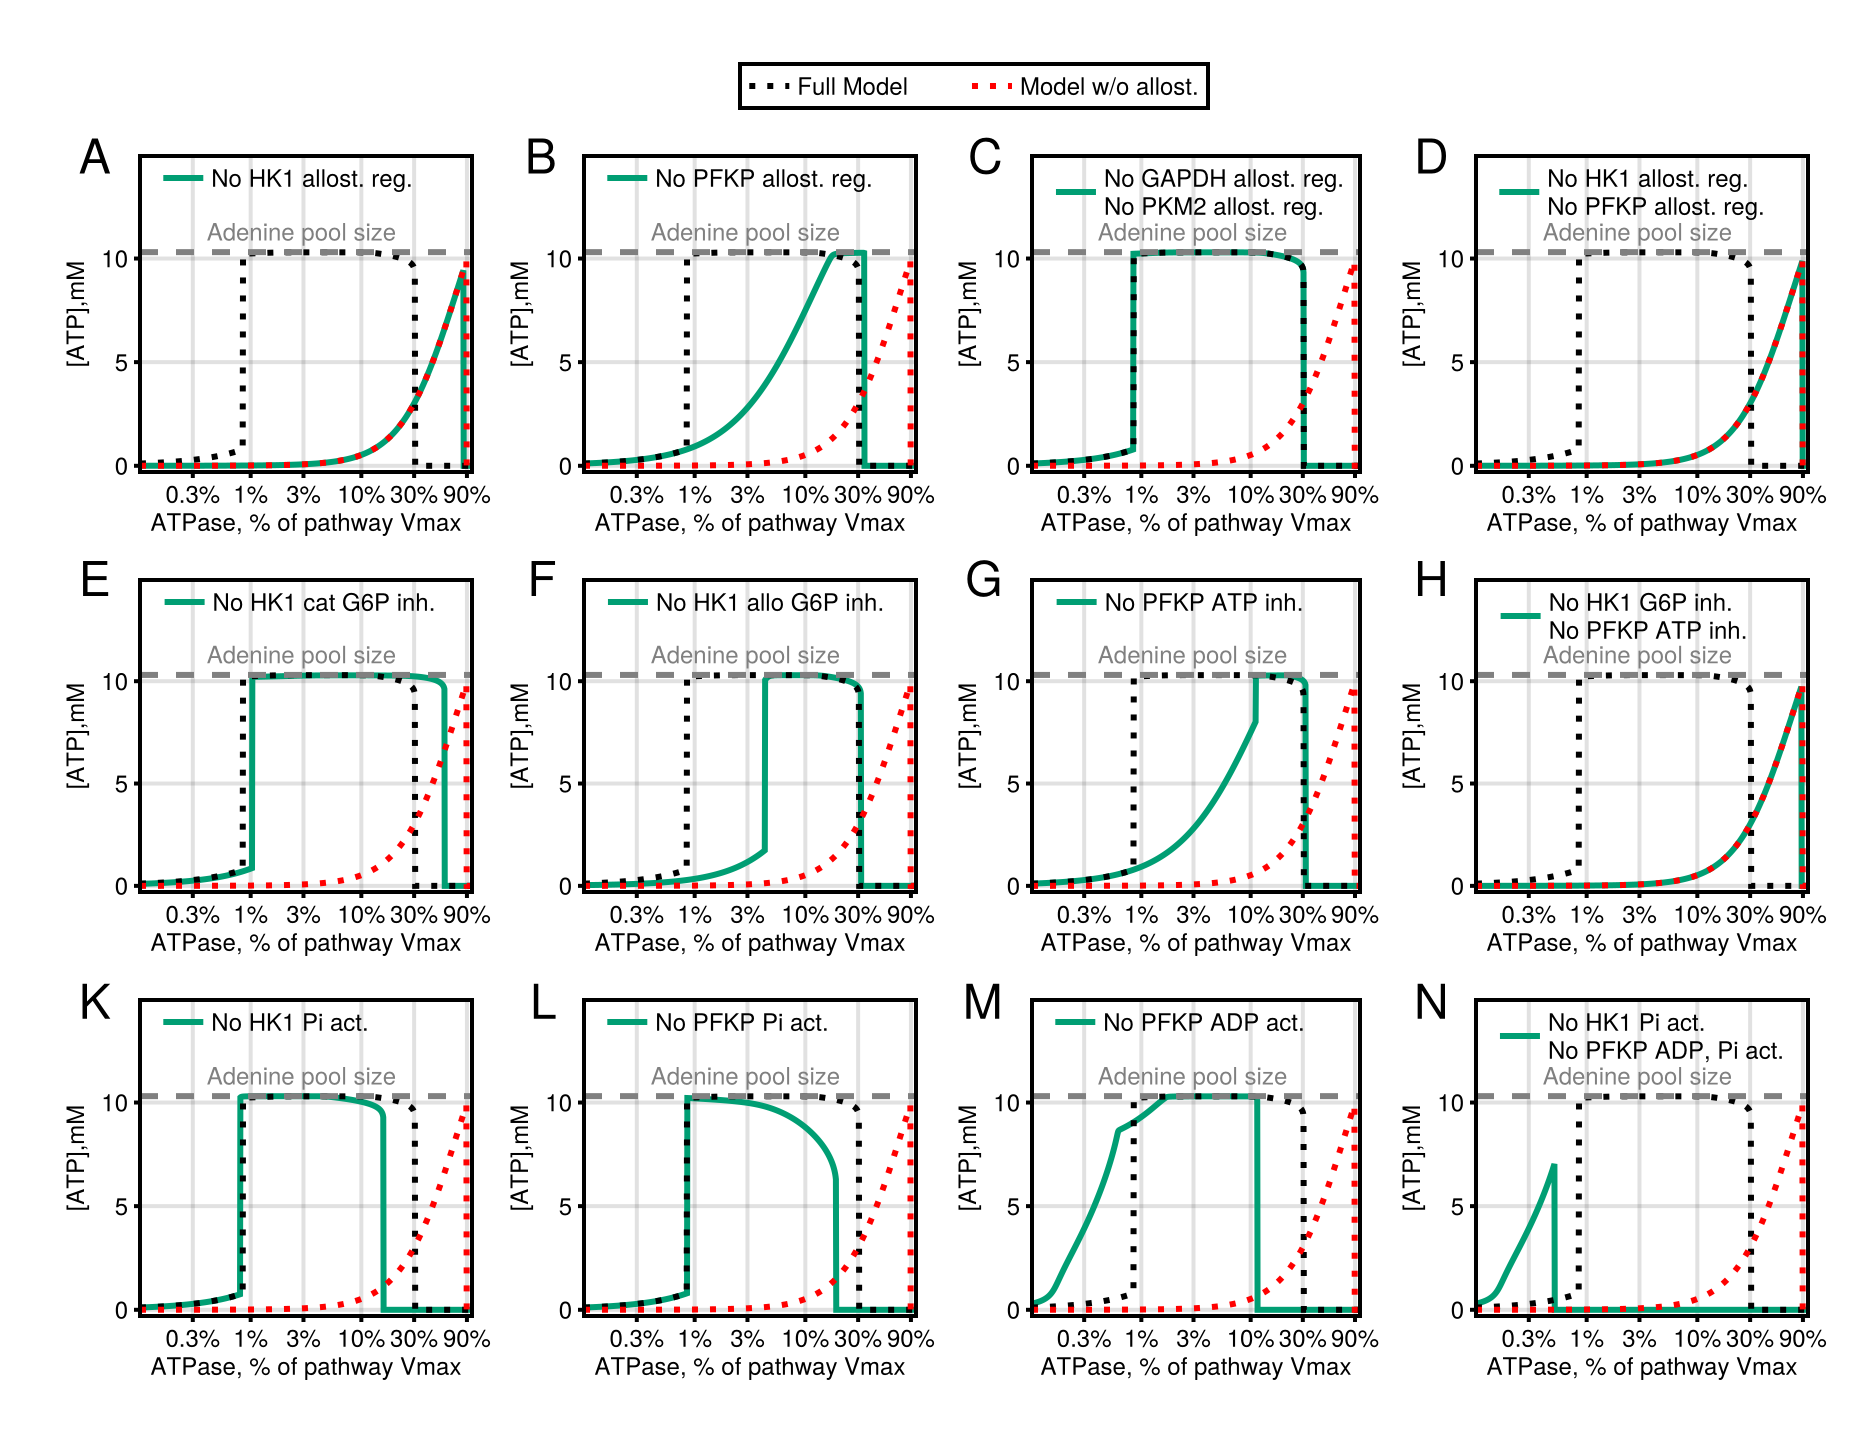 Full Model
Model w/o allost.
A
No HK1 allost. reg.
Adenine pool size
[ATP],mM
10
5
0
0.3% 1% 3% 10% 30% 90%
ATPase, % of pathway Vmax
B
No PFKP allost. reg.
Adenine pool size
[ATP],mM
10
5
0
0.3% 1% 3% 10% 30% 90%
ATPase, % of pathway Vmax
C
No GAPDH allost. reg.
No PKM2 allost. reg.
Adenine pool size
[ATP],mM
10
5
0
0.3% 1% 3% 10% 30% 90%
ATPase, % of pathway Vmax
D
No HK1 allost. reg.
No PFKP allost. reg.
Adenine pool size
[ATP],mM
10
5
0
0.3% 1% 3% 10% 30% 90%
ATPase, % of pathway Vmax
E
No HK1 cat G6P inh.
Adenine pool size
[ATP],mM
10
5
0
0.3% 1% 3% 10% 30% 90%
ATPase, % of pathway Vmax
F
No HK1 allo G6P inh.
Adenine pool size
[ATP],mM
10
5
0
0.3% 1% 3% 10% 30% 90%
ATPase, % of pathway Vmax
G
No PFKP ATP inh.
Adenine pool size
[ATP],mM
10
5
0
0.3% 1% 3% 10% 30% 90%
ATPase, % of pathway Vmax
H
No HK1 G6P inh.
No PFKP ATP inh.
Adenine pool size
[ATP],mM
10
5
0
0.3% 1% 3% 10% 30% 90%
ATPase, % of pathway Vmax
K
No HK1 Pi act.
Adenine pool size
[ATP],mM
10
5
0
0.3% 1% 3% 10% 30% 90%
ATPase, % of pathway Vmax
L
No PFKP Pi act.
Adenine pool size
[ATP],mM
10
5
0
0.3% 1% 3% 10% 30% 90%
ATPase, % of pathway Vmax
M
No PFKP ADP act.
Adenine pool size
[ATP],mM
10
5
0
0.3% 1% 3% 10% 30% 90%
ATPase, % of pathway Vmax
N
No HK1 Pi act.
No PFKP ADP, Pi act.
Adenine pool size
[ATP],mM
10
5
0
0.3% 1% 3% 10% 30% 90%
ATPase, % of pathway Vmax